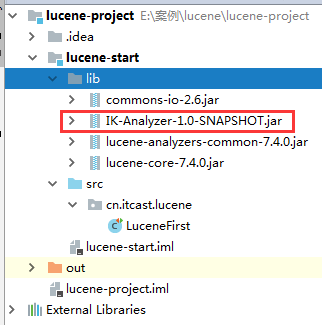 lucene-project E:\案例\lucene\lucene-project
.idea
lucene-start
lib
commons-io-2.6.jar
IK-Analyzer-1.0-SNAPSHOT.jar
lucene-analyzers-common-7.4.0.jar
lucene-core-7.4.0.jar
src
cn.itcast.lucene
LuceneFirst
lucene-start.iml
out
lucene-project.iml
External Libraries